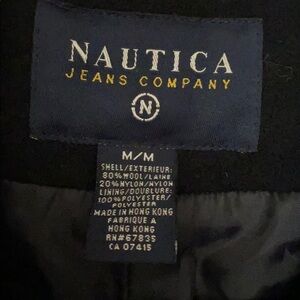 NAUTICA
JEANS COMPANY
N
M/M
SHELL/EXTERIEUR:
80%WOOL/LAINE
20%NYLON/NYLON
LINING/DOUBLURE:
100%POLYESTER/
POLYESTER
MADE IN HONG KONG
FABRIQUE A
HONG KONG
RN#67835
CA 07415